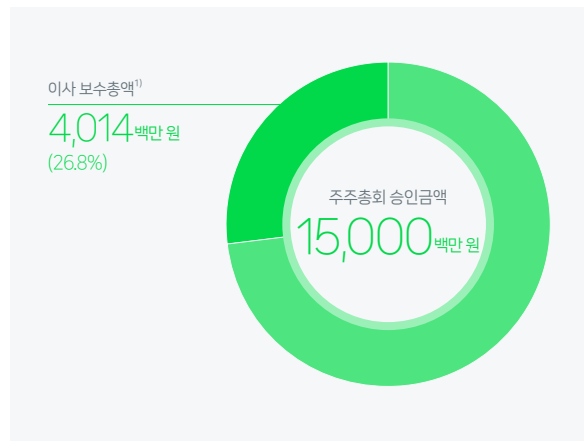 이사 보수총액1)
4,014백만 원
(26.8%)
주주총회 승인금액
15,000백만 원